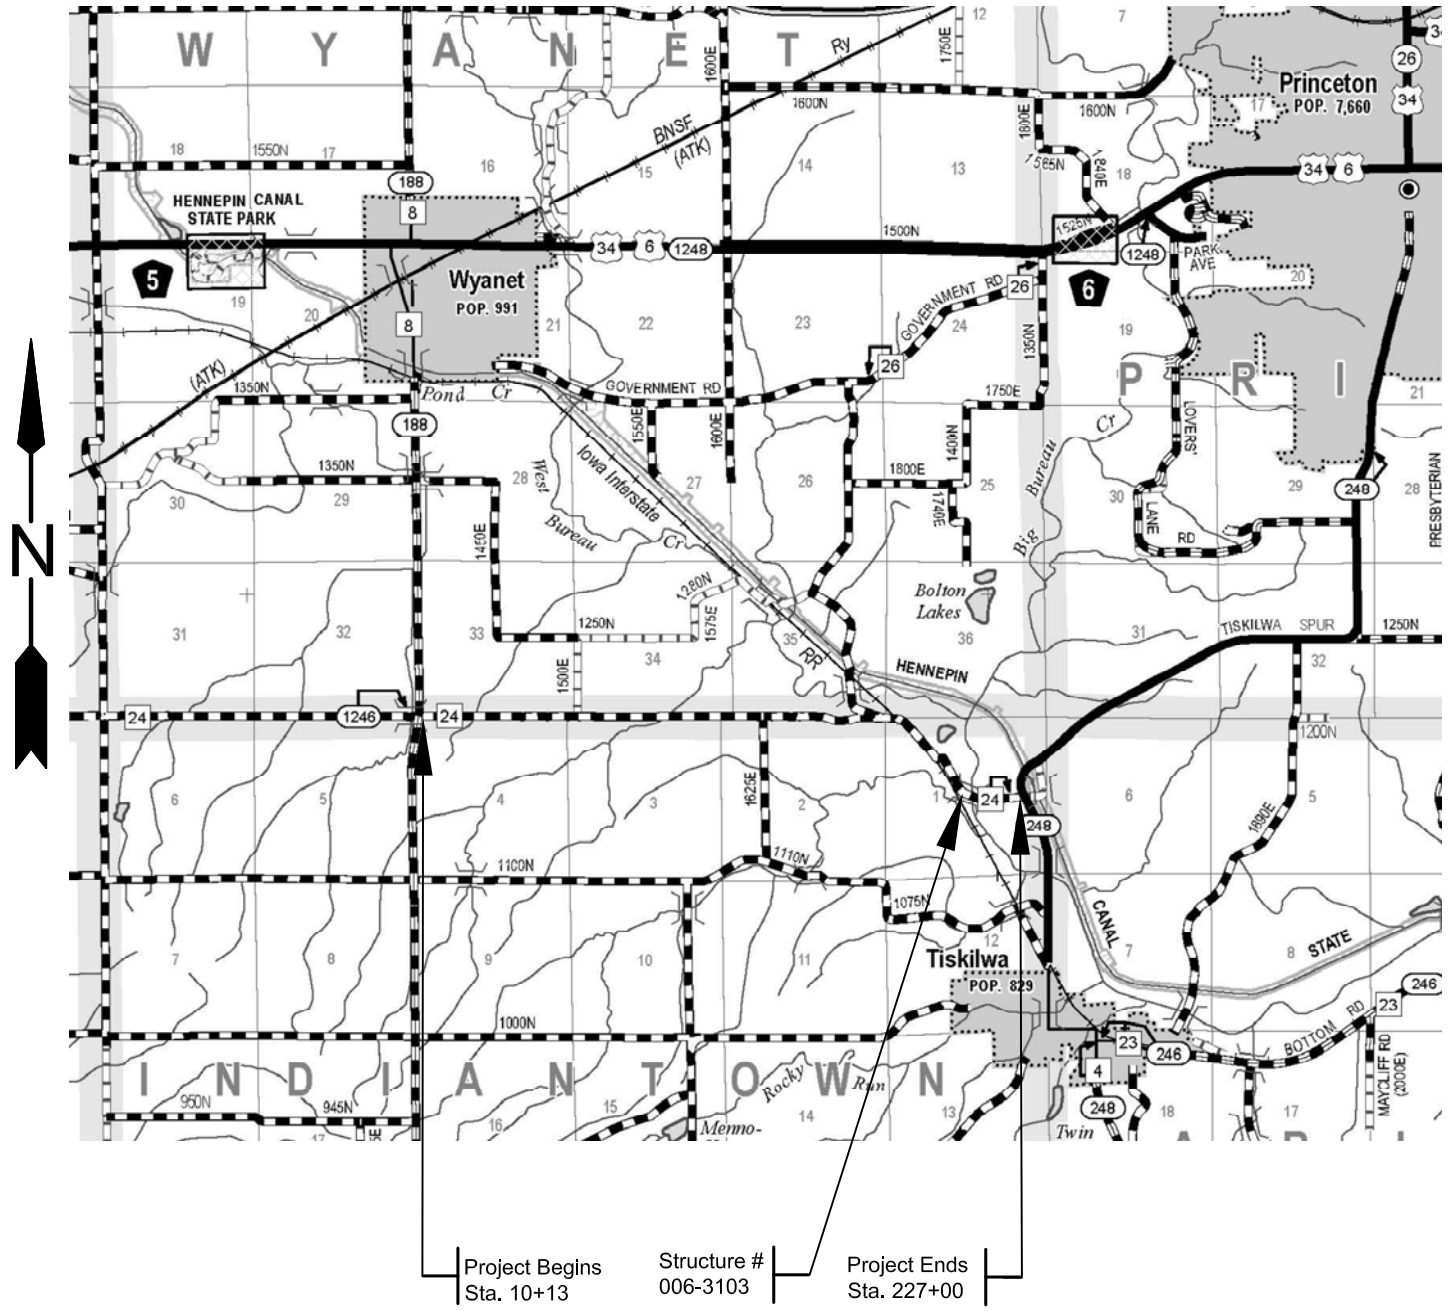 W Y A N E T
12
7
34
Ry
1750E
1600E
1600N
1600N
Princeton
POP. 7,660
17
26
34
BNSF
(ATK)
1800E
18
1550N
17
16
15
14
13
1565N
1840E
18
34
6
188
8
HENNEPIN CANAL
STATE PARK
1500N
1525N
34
6
1248
1248
PARK
AVE
5
19
20
Wyanet
POP. 991
21
22
23
24
GOVERNMENT RD
26
6
19
20
8
1350N
26
(ATK)
1350N
Pond Cr
GOVERNMENT RD
1750E
P R I
LOVERS'
21
188
1550E
1600E
1400N
Cr
1350N
Iowa Interstate
28
27
26
1800E
25
Bureau
30
29
248
28
PRESBYTERIAN
30
29
West
Bureau
Cr
1740E
LANE
RD
1450E
Big
1280N
Bolton
Lakes
31
32
33
1250N
1575E
34
35
36
31
TISKILWA SPUR
1250N
RR
32
1500E
HENNEPIN
24
1246
24
1200N
6
5
4
3
1625E
2
1
24
248
6
5
1890E
1100N
1110N
1075N
CANAL
12
7
8
9
10
11
Tiskilwa
POP. 829
7
8
STATE
246
23
1000N
23
246
BOTTOM RD
I N D I A N T O W N
Rocky Run
4
MAYCLIFF RD
(2000E)
950N
945N
15
14
13
248
18
17
16
17
Menno-
Twin
N
Project Begins
Sta. 10+13
Structure #
006-3103
Project Ends
Sta. 227+00